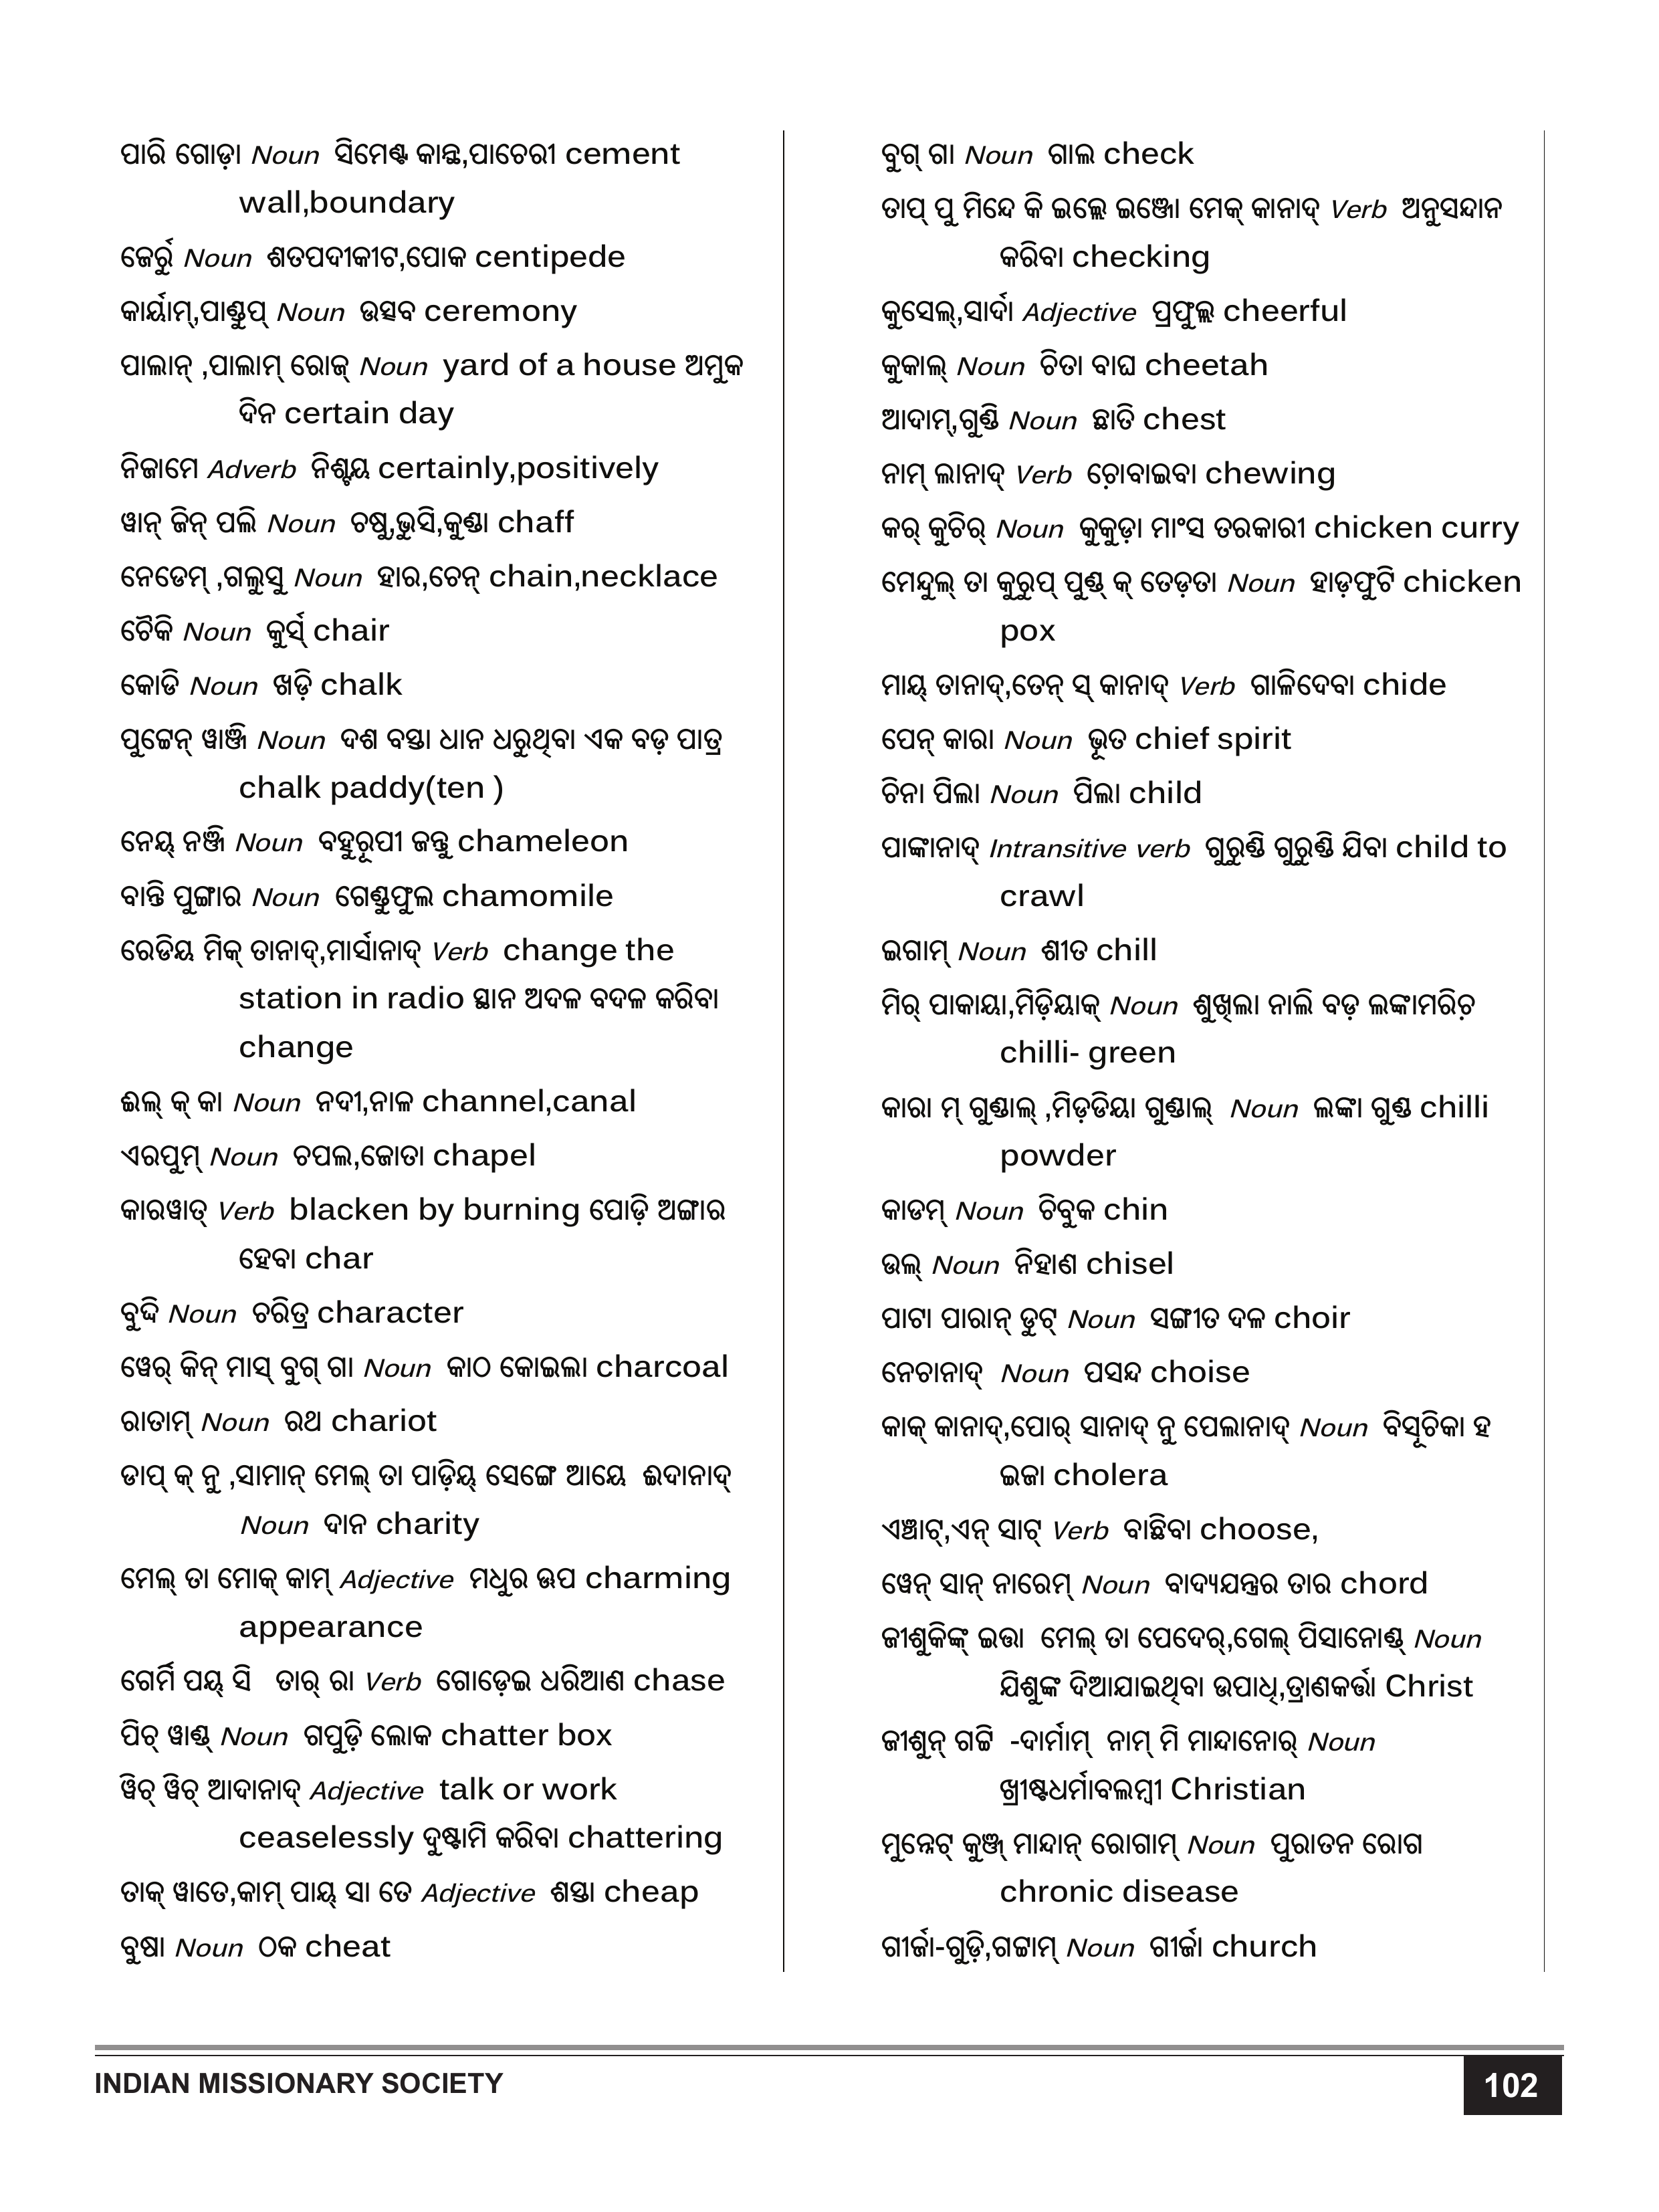 ପାରି ଗୋଡ଼ା Noun ସିମେଣ୍ଟ କାନ୍ଥ,ପାଚେରୀ cement
wall,boundary
ଜେର୍ରୁ Noun ଶତପଦୀକୀଟ,ପୋକ centipede
କାର୍ୟାମ୍,ପାଣ୍ଡୁପ୍ Noun ଉତ୍ସବ ceremony
ପାଲାନ୍ ,ପାଲାମ୍ ରୋଜ୍ Noun yard of a house ଅମୁକ
ଦିନ certain day
ନିଜାମେ Adverb ନିଶ୍ଚୟ certainly,positively
ୱାନ୍ ଜିନ୍ ପଲି Noun ଚଷୁ,ଭୁସି,କୁଣ୍ଡା chaff
ନେଡେମ୍ ,ଗଲୁସୁ Noun ହାର,ଚେନ୍ chain,necklace
ଚୈକି Noun କୁର୍ସି chair
କୋଡି Noun ଖଡ଼ି chalk
ପୁଟ୍ଟେନ୍ ୱାଞ୍ଜି Noun ଦଶ ବସ୍ତା ଧାନ ଧରୁଥିବା ଏକ ବଡ଼ ପାତ୍ର
chalk paddy(ten )
ନେୟ୍ ନଞ୍ଜି Noun ବହୁରୂପୀ ଜନ୍ତୁ chameleon
ବାନ୍ତି ପୁଙ୍ଗାର Noun ଗେଣ୍ଡୁଫୁଲ chamomile
ରେଡିୟ ମିକ୍ ତାନାଦ୍,ମାର୍ସାନାଦ୍ Verb change the
station in radio ସ୍ଥାନ ଅଦଳ ବଦଳ କରିବା
change
ଈଲ୍ କ୍ କା Noun ନଦୀ,ନାଳ channel,canal
ଏରପୁମ୍ Noun ଚପଲ,ଜୋତା chapel
କାରୱାତ୍ Verb blacken by burning ପୋଡ଼ି ଅଙ୍ଗାର
ହେବା char
ବୁଦ୍ଦି Noun ଚରିତ୍ର character
ୱେର୍ କିନ୍ ମାସ୍ ବୁଗ୍ ଗା Noun କାଠ କୋଇଲା charcoal
ରାତାମ୍ Noun ରଥ chariot
ଡାପ୍ କ୍ ନୁ ,ସାମାନ୍ ମେଲ୍ ତା ପାଡ଼ିୟ୍ ସେଙ୍ଗେ ଆୟେ ଈଦାନାଦ୍
Noun ଦାନ charity
ମେଲ୍ ତା ମୋକ୍ କାମ୍ Adjective ମଧୁର ଊପ charming
appearance
ଗେର୍ମି ପୟ୍ ସି ତାର୍ ରା Verb ଗୋଡ଼େଇ ଧରିଆଣ chase
ପିଚ୍ ୱାଣ୍ଡ୍ Noun ଗପୁଡ଼ି ଲୋକ chatter box
ୱିଚ୍ ୱିଚ୍ ଆଦାନାଦ୍ Adjective talk or work
ceaselessly ଦୁଷ୍ଟାମି କରିବା chattering
ତାକ୍ ୱାତେ,କାମ୍ ପାୟ୍ ସା ତେ Adjective ଶସ୍ତା cheap
ବୁଷା Noun ଠକ cheat
ବୁଗ୍ ଗା Noun ଗାଲ check
ତାପ୍ ପୁ ମିନ୍ଦେ କି ଇଲ୍ଲେ ଇଞ୍ଜୋ ମେକ୍ କାନାଦ୍ Verb ଅନୁସନ୍ଦାନ
କରିବା checking
କୁସେଲ୍,ସାର୍ଦା Adjective ପ୍ରଫୁଲ୍ଲ cheerful
କୁକାଲ୍ Noun ଚିତା ବାଘ cheetah
ଆଦାମ୍,ଗୁଣ୍ଡି Noun ଛାତି chest
ନାମ୍ ଲାନାଦ୍ Verb ଚ଼ୋବାଇବା chewing
କର୍ କୁଚିର୍ Noun କୁକୁଡ଼ା ମାଂସ ତରକାରୀ chicken curry
ମେନ୍ଦୁଲ୍ ତା କୁରୁପ୍ ପୁଣ୍ଡ୍ କ୍ ତେଡ଼ତା Noun ହାଡ଼ଫୁଟି chicken
pox
ମାୟ୍ ତାନାଦ୍,ତେନ୍ ସ୍ କାନାଦ୍ Verb ଗାଳିଦେବା chide
ପେନ୍ କାରା Noun ଭୂତ chief spirit
ଚିନା ପିଲା Noun ପିଲା child
ପାଙ୍କାନାଦ୍ Intransitive verb ଗୁରୁଣ୍ଡି ଗୁରୁଣ୍ଡି ଯିବା child to
crawl
ଇଗାମ୍ Noun ଶୀତ chill
ମିର୍ ପାକାୟା,ମିଡ଼ିୟାକ୍ Noun ଶୁଖିଲା ନାଲି ବଡ଼ ଲଙ୍କାମରିଚ଼
chilli- green
କାରା ମ୍ ଗୁଣ୍ଡାଲ୍ ,ମିଡ଼ଡିୟା ଗୁଣ୍ଡାଲ୍ Noun ଲଙ୍କା ଗୁଣ୍ଡ chilli
powder
କାଡମ୍ Noun ଚିବୁକ chin
ଉଲ୍ Noun ନିହାଣ chisel
ପାଟା ପାରାନ୍ ଡୁଟ୍ Noun ସଙ୍ଗୀତ ଦଳ choir
ନେଚାନାଦ୍ Noun ପସନ୍ଦ choise
କାକ୍ କାନାଦ୍,ପୋର୍ ସାନାଦ୍ ନୁ ପେଲାନାଦ୍ Noun ବିସୂଚିକା ହ
ଇଜା cholera
ଏଞ୍ଚାଟ୍,ଏନ୍ ସାଟ୍ Verb ବାଛିବା choose,
ୱେନ୍ ସାନ୍ ନାରେମ୍ Noun ବାଦ୍ୟଯନ୍ତ୍ରର ତାର chord
ଜୀଶୁକିଙ୍କ୍ ଇତ୍ତା ମେଲ୍ ତା ପେଦେର୍,ଗେଲ୍ ପିସାନୋଣ୍ଡ୍ Noun
ଯିଶୁଙ୍କ ଦିଆଯାଇଥିବା ଉପାଧି,ତ୍ରାଣକର୍ତ୍ତା Christ
ଜୀଶୁନ୍ ଗଟ୍ଟି -ଦାର୍ମାମ୍ ନାମ୍ ମି ମାନ୍ଦାନୋର୍ Noun
ଖ୍ରୀଷ୍ଟଧର୍ମାବଲମ୍ବୀ Christian
ମୁନ୍ନେଟ୍ କୁଞ୍ଜ୍ ମାନ୍ଦାନ୍ ରୋଗାମ୍ Noun ପୁରାତନ ରୋଗ
chronic disease
ଗୀର୍ଜା-ଗୁଡ଼ି,ଗଟ୍ଟାମ୍ Noun ଗୀର୍ଜା church
INDIAN MISSIONARY SOCIETY
102